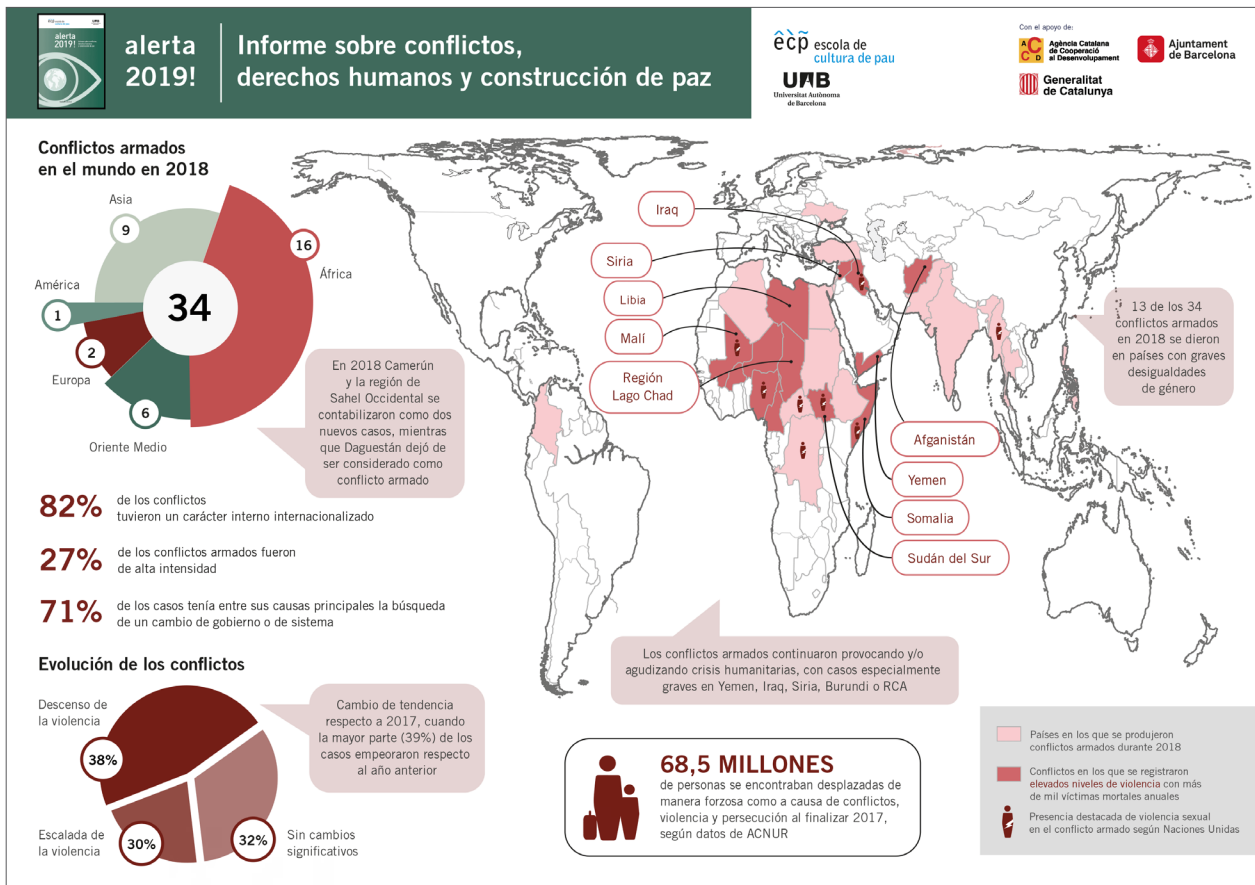 alerta
2019!
Informe sobre conflictos,
derechos humanos y construcción de paz
alerta
2019!
ecp escola de
cultura de pau
UAB
Universitat Autònoma
de Barcelona
Con el apoyo de:
ACCD
Agència Catalana
de Cooperació
al Desenvolupament
Ajuntament
de Barcelona
Generalitat
de Catalunya
Conflictos armados
en el mundo en 2018
Asia
9
16
África
América
1
34
2
Europa
6
Oriente Medio
En 2018 Camerún
y la región de
Sahel Occidental se
contabilizaron como dos
nuevos casos, mientras
que Daguestán dejó de
ser considerado como
conflicto armado
Iraq
Siria
Libia
Malí
Región
Lago Chad
Afganistán
Yemen
Somalia
Sudán del Sur
13 de los 34
conflictos armados
en 2018 se dieron
en países con graves
desigualdades
de género
82%
de los conflictos
tuvieron un carácter interno internacionalizado
27%
de los conflictos armados fueron
de alta intensidad
71%
de los casos tenía entre sus causas principales la búsqueda
de un cambio de gobierno o de sistema
Los conflictos armados continuaron provocando y/o
agudizando crisis humanitarias, con casos especialmente
graves en Yemen, Iraq, Siria, Burundi o RCA
Evolución de los conflictos
Descenso de
la violencia
38%
Escalada de
la violencia
30%
32%
Sin cambios
significativos
Cambio de tendencia
respecto a 2017, cuando
la mayor parte (39%) de los
casos empeoraron respecto
al año anterior
68,5 MILLONES
de personas se encontraban desplazadas de
manera forzosa como a causa de conflictos,
violencia y persecución al finalizar 2017,
según datos de ACNUR
Países en los que se produjeron
conflictos armados durante 2018
Conflictos en los que se registraron
elevados niveles de violencia con más
de mil víctimas mortales anuales
Presencia destacada de violencia sexual
en el conflicto armado según Naciones Unidas